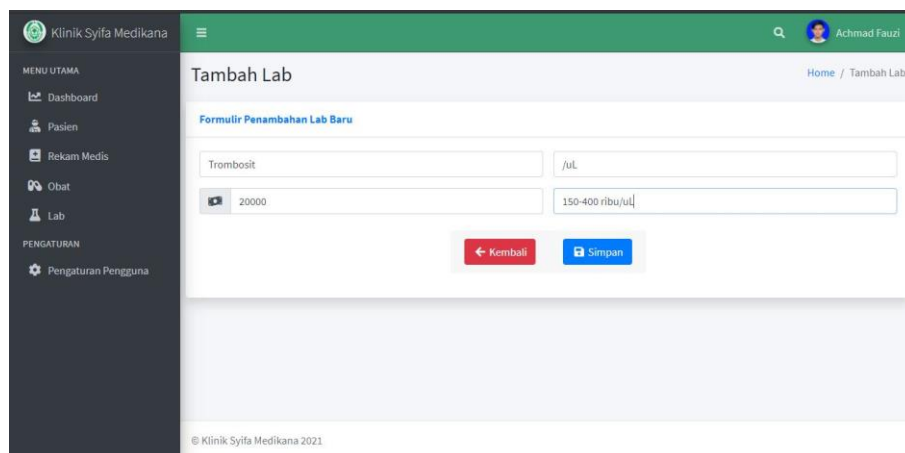 Klinik Syifa Medikana
Achmad Fauzi
MENU UTAMA
Dashboard
Pasien
Rekam Medis
Obat
Lab
PENGATURAN
Pengaturan Pengguna
Tambah Lab
Home / Tambah Lab
Formulir Penambahan Lab Baru
Trombosit
/uL
20000
150-400 ribu/uL
Kembali
Simpan
© Klinik Syifa Medikana 2021